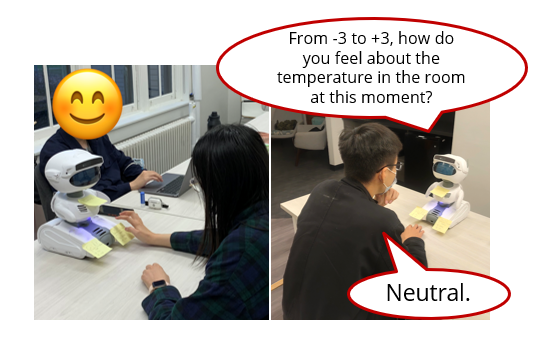 From -3 to +3, how do
you feel about the
temperature in the room
at this moment?
Neutral.